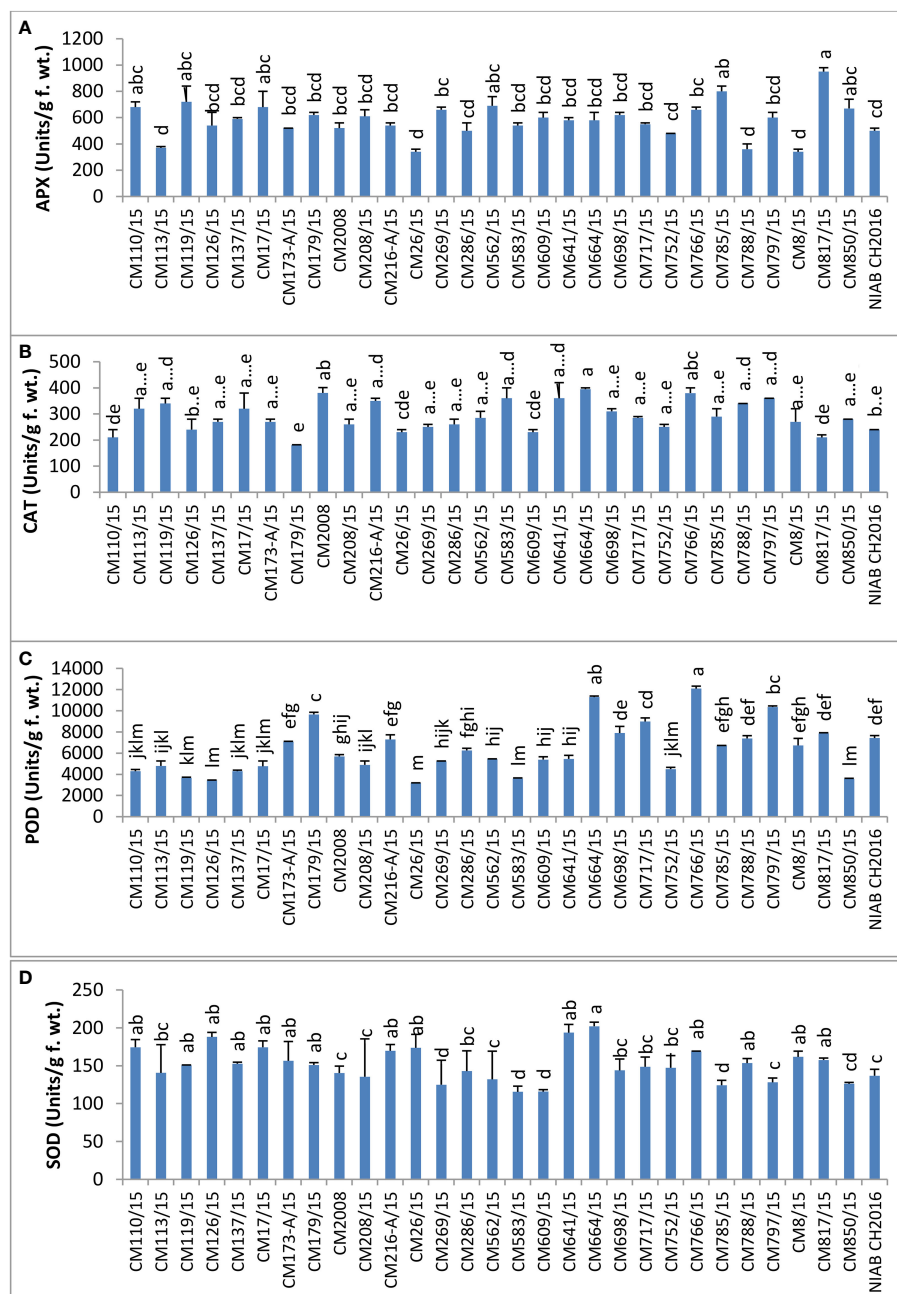 A
APX (Units/g f. wt.)
1200
1000
800
600
400
200
0
abc
d
abc
bcd
bcd
abc
bcd
bcd
bcd
bcd
bcd
d
bc
cd
abc
bcd
bcd
bcd
bcd
bcd
bcd
cd
bc
ab
d
bcd
d
a
abc
cd
CM110/15
CM113/15
CM119/15
CM126/15
CM137/15
CM17/15
CM173-A/15
CM179/15
CM2008
CM208/15
CM216-A/15
CM26/15
CM269/15
CM286/15
CM562/15
CM583/15
CM609/15
CM641/15
CM664/15
CM698/15
CM717/15
CM752/15
CM766/15
CM785/15
CM788/15
CM797/15
CM8/15
CM817/15
CM850/15
NIAB CH2016
B
CAT (Units/g f. wt.)
500
400
300
200
100
0
de
a...e
a...d
b...e
a...e
a...e
a...e
e
ab
a...e
a...d
cde
a...e
a...e
a...e
a...d
cde
a...d
a
a...e
a...e
a...e
abc
a...e
a...d
a...d
a...e
de
a...e
b..e
CM110/15
CM113/15
CM119/15
CM126/15
CM137/15
CM17/15
CM173-A/15
CM179/15
CM2008
CM208/15
CM216-A/15
CM26/15
CM269/15
CM286/15
CM562/15
CM583/15
CM609/15
CM641/15
CM664/15
CM698/15
CM717/15
CM752/15
CM766/15
CM785/15
CM788/15
CM797/15
CM8/15
CM817/15
CM850/15
NIAB CH2016
C
POD (Units/g f. wt.)
14000
12000
10000
8000
6000
4000
2000
0
jklm
ijkl
klm
lm
jklm
jklm
efg
c
ghij
ijkl
efg
m
hijk
fghi
hij
lm
hij
hij
ab
de
cd
jklm
a
efgh
def
bc
efgh
def
lm
def
CM110/15
CM113/15
CM119/15
CM126/15
CM137/15
CM17/15
CM173-A/15
CM179/15
CM2008
CM208/15
CM216-A/15
CM26/15
CM269/15
CM286/15
CM562/15
CM583/15
CM609/15
CM641/15
CM664/15
CM698/15
CM717/15
CM752/15
CM766/15
CM785/15
CM788/15
CM797/15
CM8/15
CM817/15
CM850/15
NIAB CH2016
D
SOD (Units/g f. wt.)
250
200
150
100
50
0
ab
bc
ab
ab
ab
ab
ab
ab
c
c
ab
ab
d
bc
c
d
d
ab
a
bc
ab
bc
ab
d
ab
c
ab
ab
cd
c
CM110/15
CM113/15
CM119/15
CM126/15
CM137/15
CM17/15
CM173-A/15
CM179/15
CM2008
CM208/15
CM216-A/15
CM26/15
CM269/15
CM286/15
CM562/15
CM583/15
CM609/15
CM641/15
CM664/15
CM698/15
CM717/15
CM752/15
CM766/15
CM785/15
CM788/15
CM797/15
CM8/15
CM817/15
CM850/15
NIAB CH2016